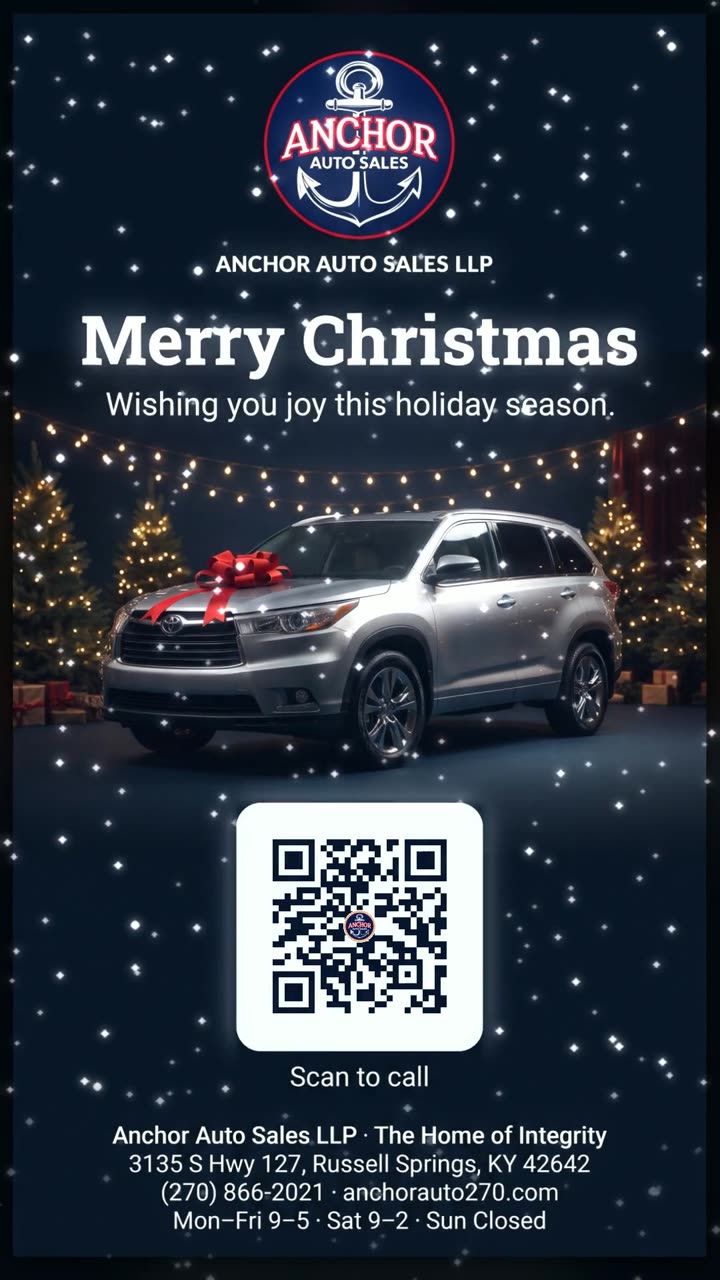 ANCHOR
AUTO SALES
ANCHOR AUTO SALES LLP
Merry Christmas
Wishing you joy this holiday season.
ANCHOR
Scan to call
Anchor Auto Sales LLP · The Home of Integrity
3135 S Hwy 127, Russell Springs, KY 42642
(270) 866-2021 · anchorauto270.com
Mon–Fri 9–5 · Sat 9–2 · Sun Closed